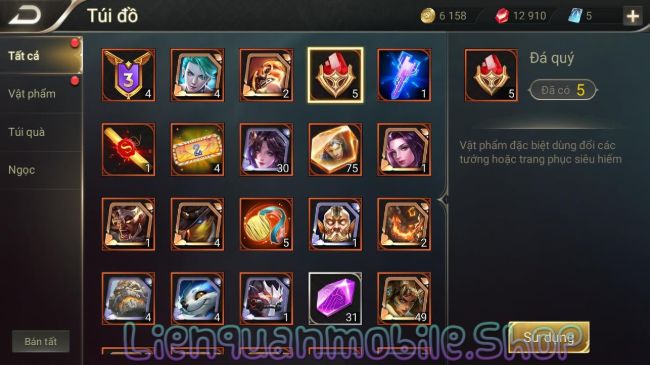 Túi đồ
6 158
12 910
5
Tất cả
Vật phẩm
Túi quà
Ngọc
3
4
4
2
5
1
1
2
4
30
75
1
1
4
5
1
2
4
4
1
31
49
Bán tất
5
Đá quý
Đã có 5
Vật phẩm đặc biệt dùng đổi các
tướng hoặc trang phục siêu hiếm
Sử dụng
Lienquanmobile.Shop